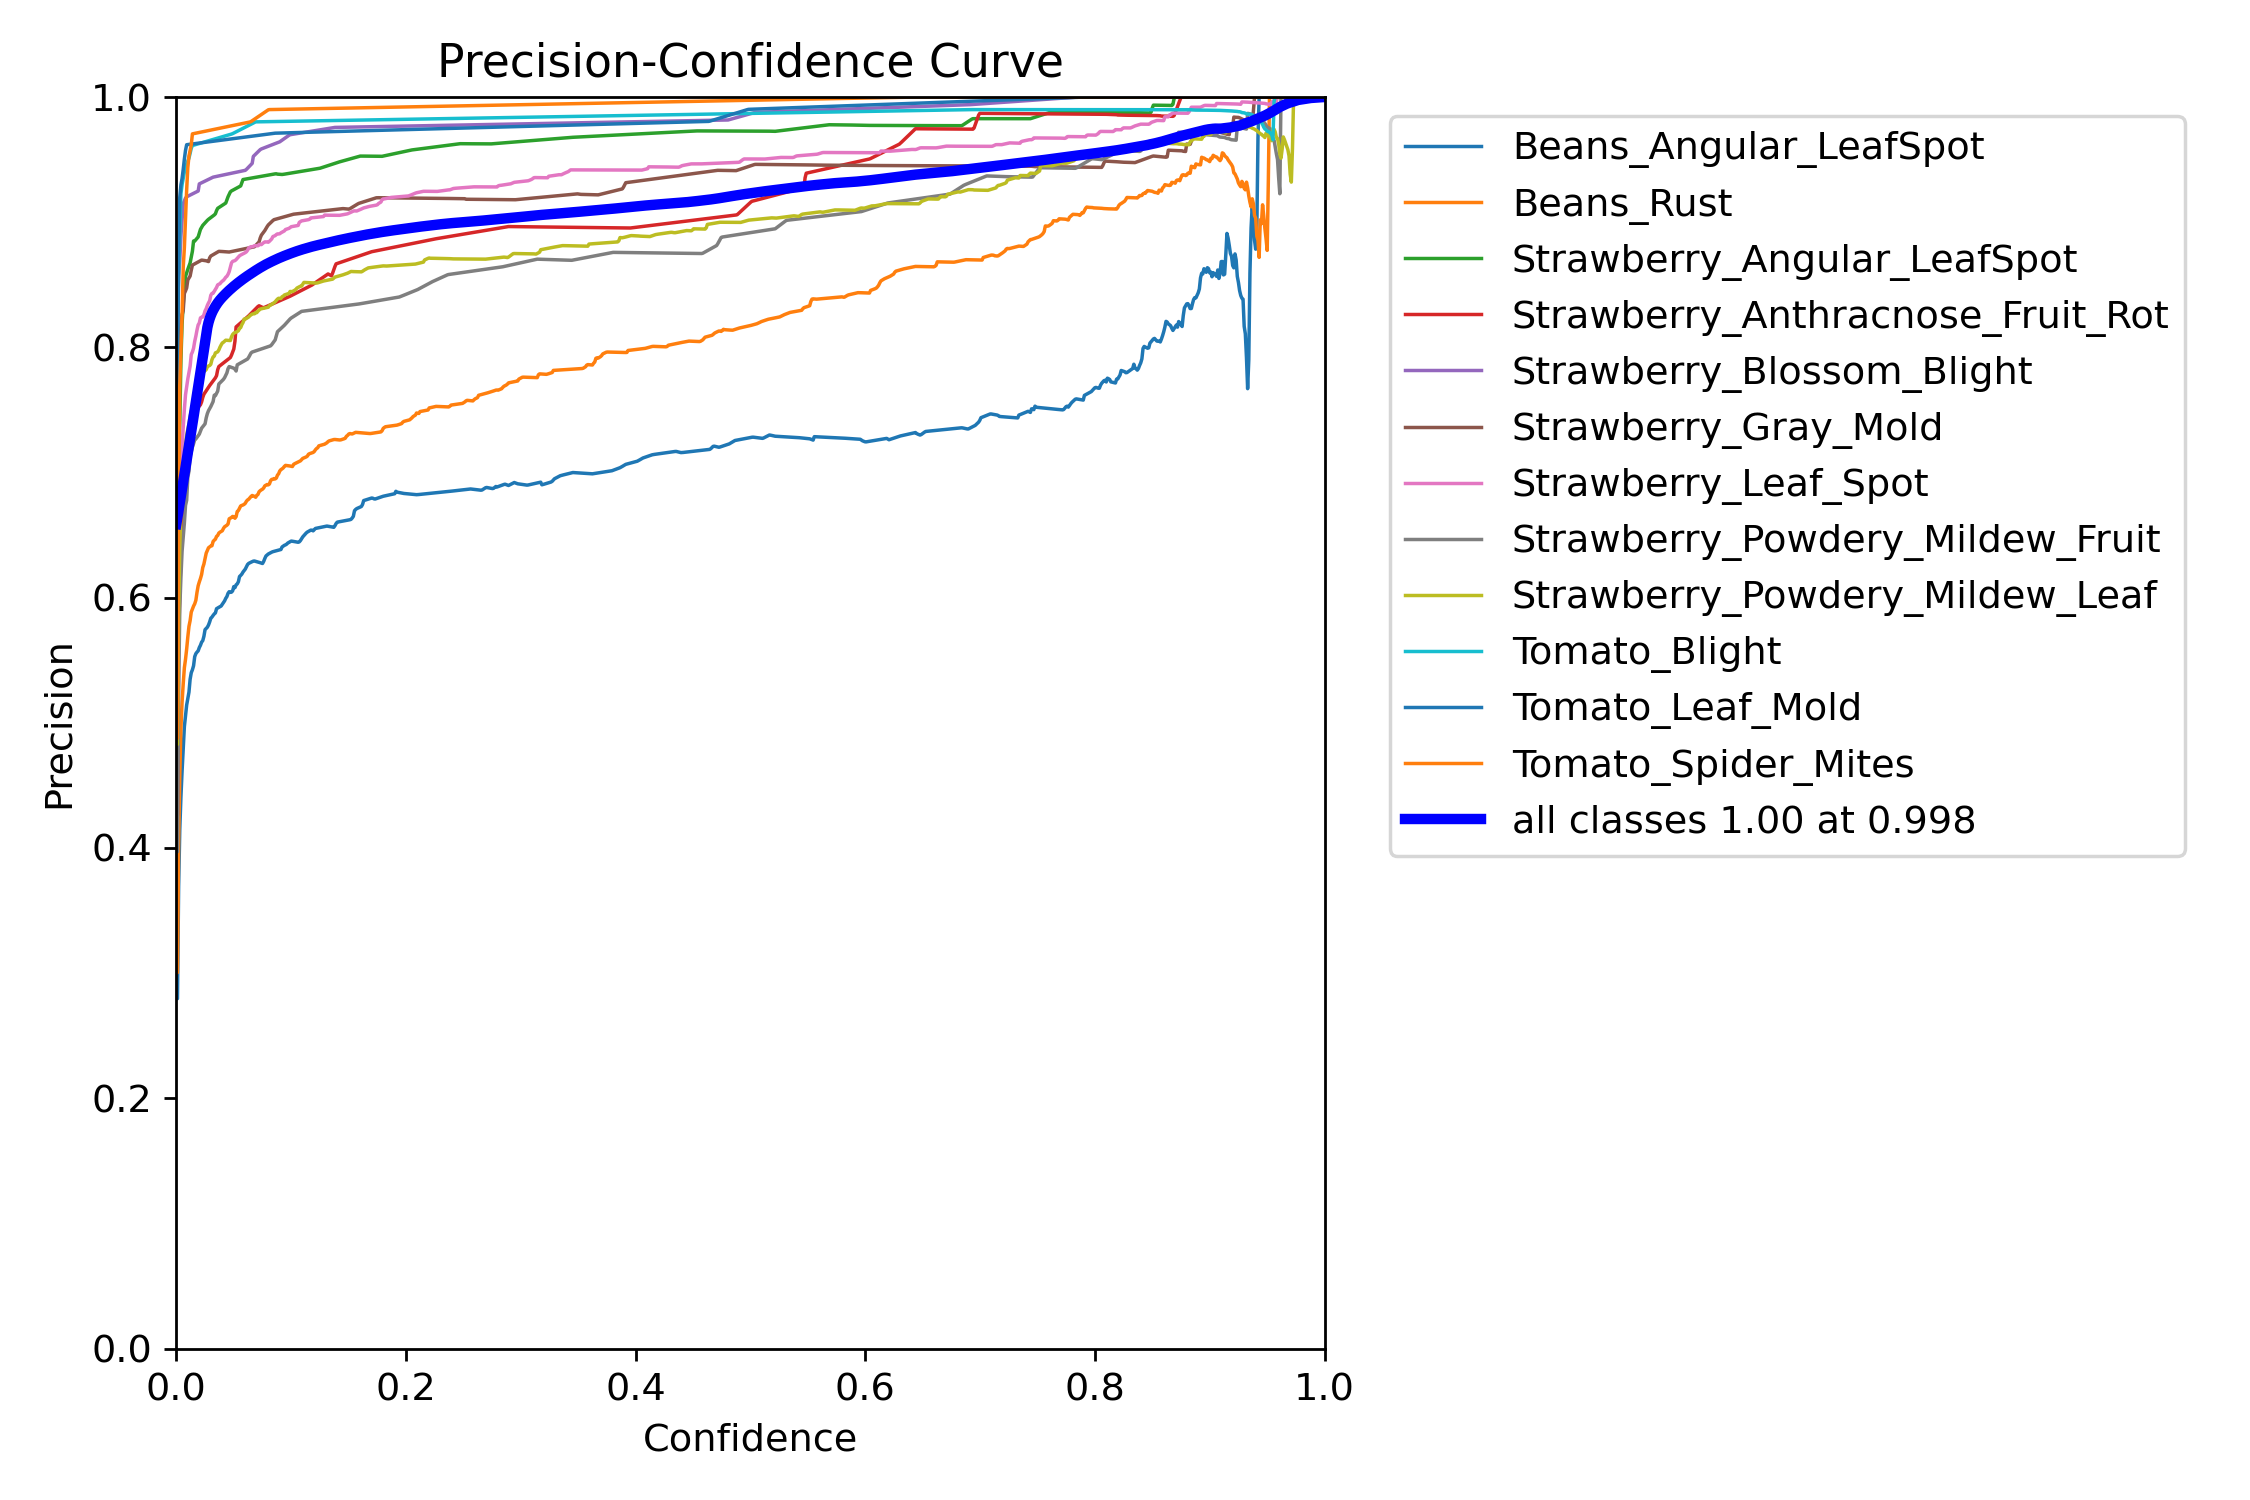 Precision-Confidence Curve
1.0
0.8
0.6
0.4
0.2
0.0
Precision
0.0 0.2 0.4 0.6 0.8 1.0
Confidence
Beans_Angular_LeafSpot
Beans_Rust
Strawberry_Angular_LeafSpot
Strawberry_Anthracnose_Fruit_Rot
Strawberry_Blossom_Blight
Strawberry_Gray_Mold
Strawberry_Leaf_Spot
Strawberry_Powdery_Mildew_Fruit
Strawberry_Powdery_Mildew_Leaf
Tomato_Blight
Tomato_Leaf_Mold
Tomato_Spider_Mites
all classes 1.00 at 0.998